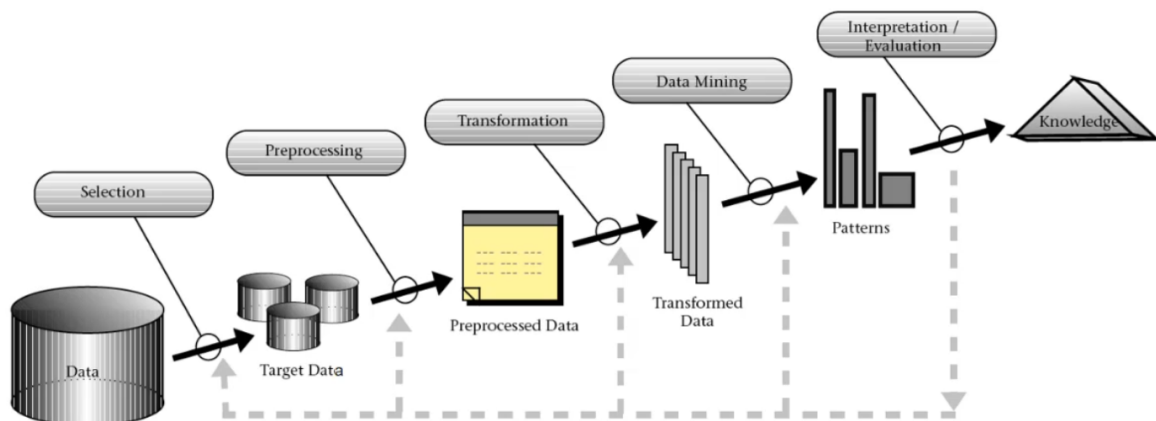 Interpretation /
Evaluation
Data Mining
Knowledge
Transformation
Preprocessing
Selection
Patterns
Transformed
Data
Preprocessed Data
Target Data
Data